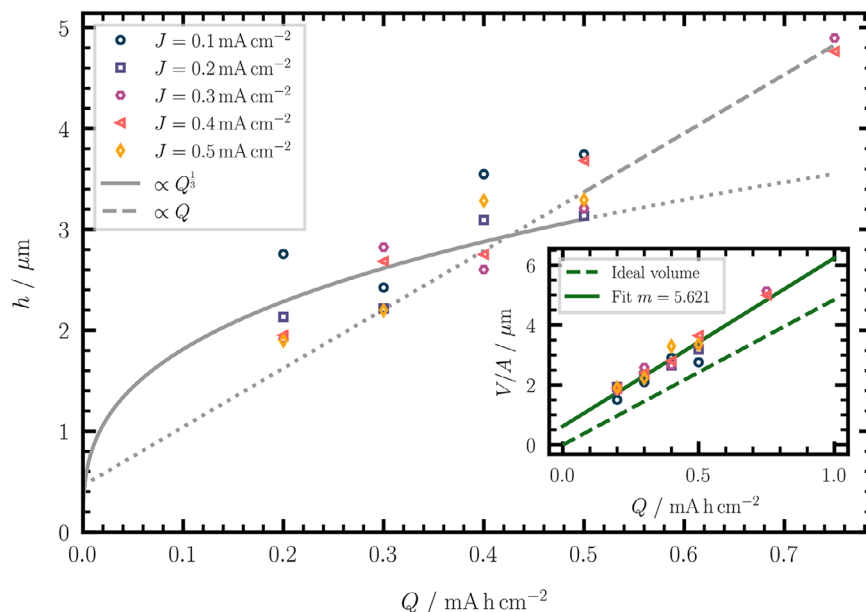 5
4
3
2
1
0
h / μm
J = 0.1 mA cm⁻²
J = 0.2 mA cm⁻²
J = 0.3 mA cm⁻²
J = 0.4 mA cm⁻²
J = 0.5 mA cm⁻²
∝ Q^{1/3}
∝ Q
6
4
2
0
V/A / μm
Ideal volume
Fit m = 5.621
0.0 0.5 1.0
Q / mA h cm⁻²
0.0 0.1 0.2 0.3 0.4 0.5 0.6 0.7
Q / mA h cm⁻²